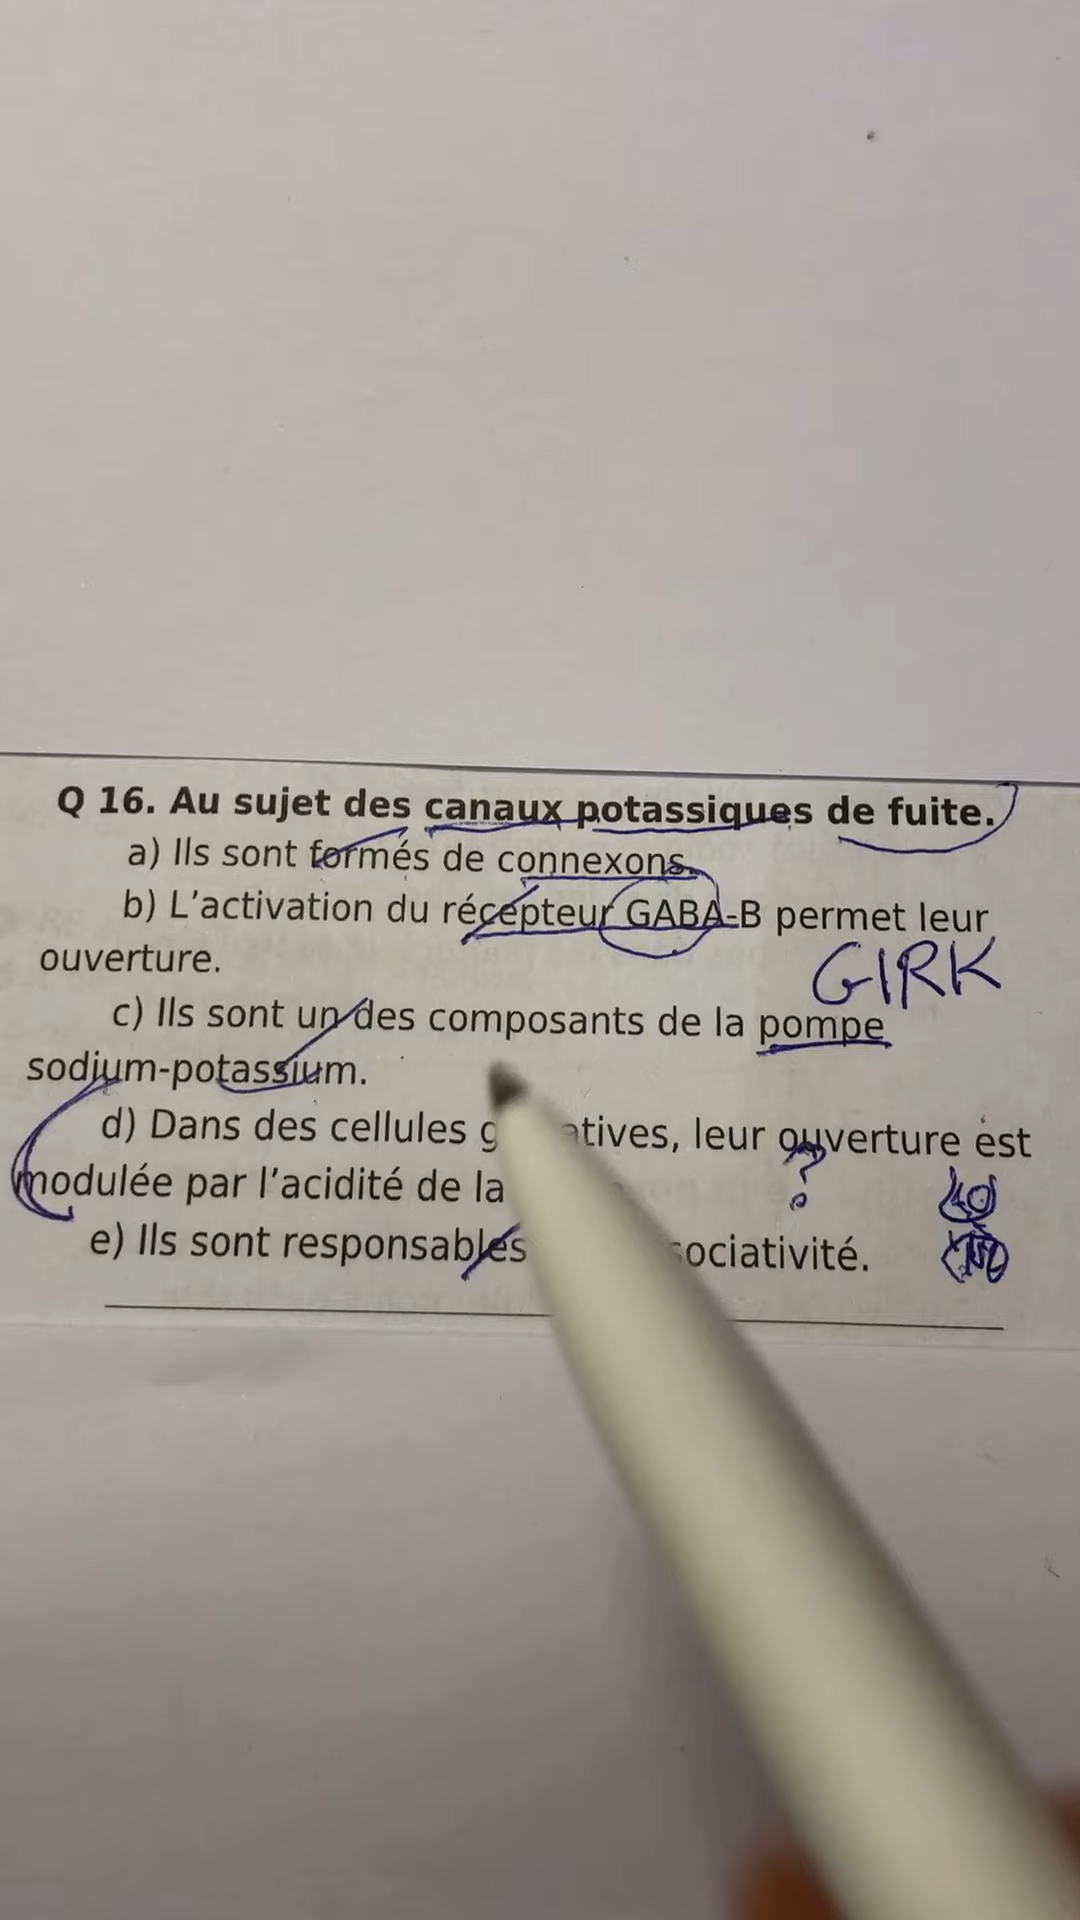 Q 16. Au sujet des canaux potassiques de fuite.
a) Ils sont formés de connexons.
b) L'activation du récepteur GABA-B permet leur
ouverture.
GIRK
c) Ils sont un des composants de la pompe
sodium-potassium.
d) Dans des cellules leur ouverture est
modulée par l'acidité de la
?
e) Ils sont responsables